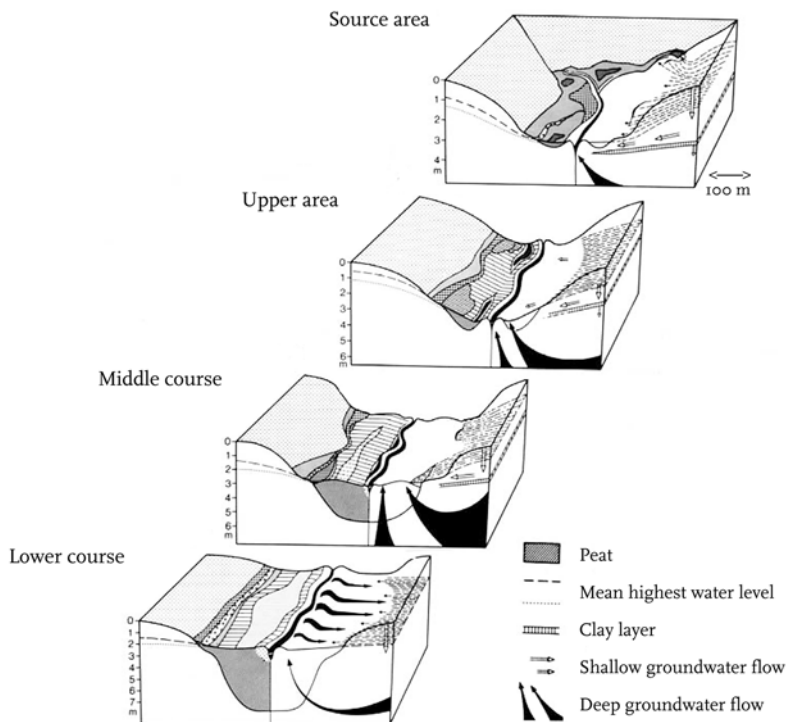 Source area
0
1
2
3
4
m
100 m
Upper area
0
1
2
3
4
5
6
m
Middle course
0
1
2
3
4
5
6
m
Lower course
0
1
2
3
4
5
6
7
m
Peat
Mean highest water level
Clay layer
Shallow groundwater flow
Deep groundwater flow